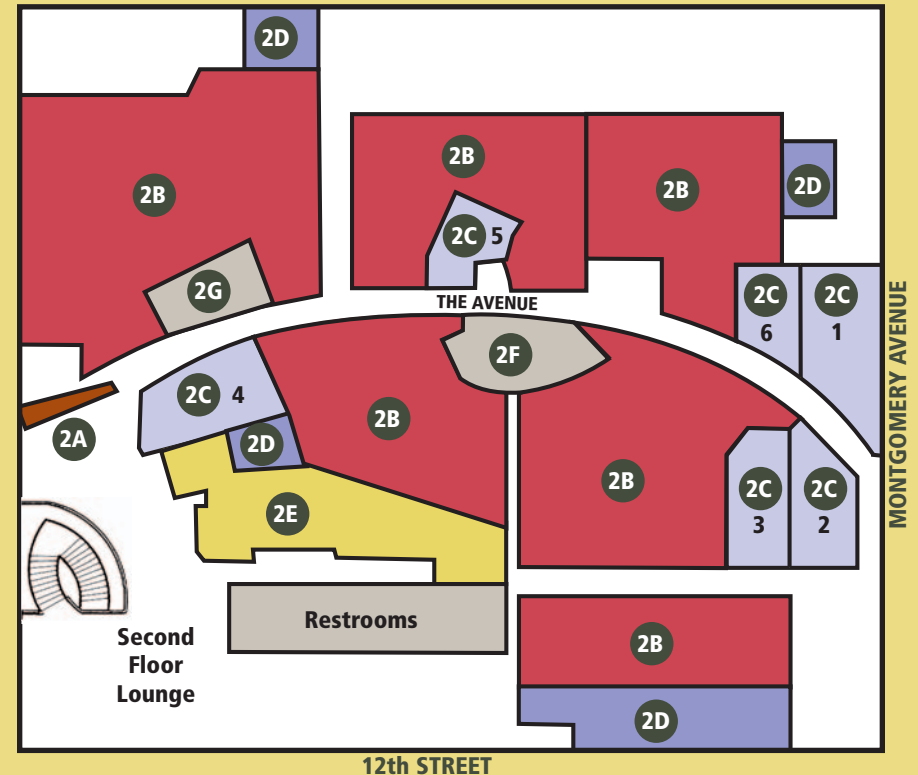 2D
2B
2B
2B
2D
2C 5
2G
2C
6
2C
1
THE AVENUE
2F
2C 4
2B
2A
2D
2B
2C
3
2C
2
2E
MONTGOMERY AVENUE
Restrooms
Second
Floor
Lounge
2B
2D
12th STREET